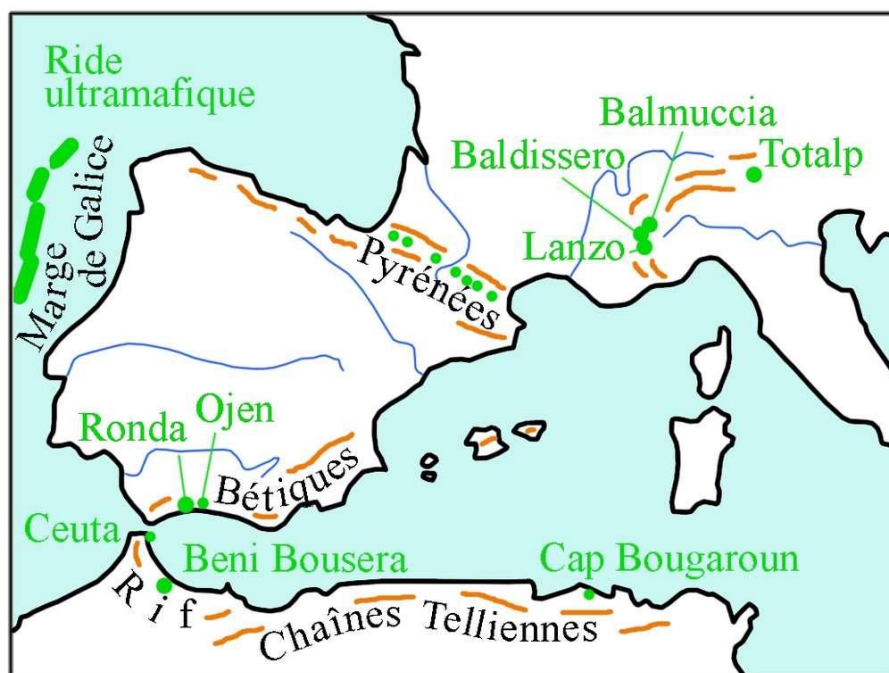 Ride
ultramafique
Marge
de Galice
Balmuccia
Baldissero
Totalp
Lanzo
Pyrénées
Ojen
Ronda
Bétiques
Ceuta
Beni Bousera
Cap Bougaroun
Rif
Chaînes Telliennes